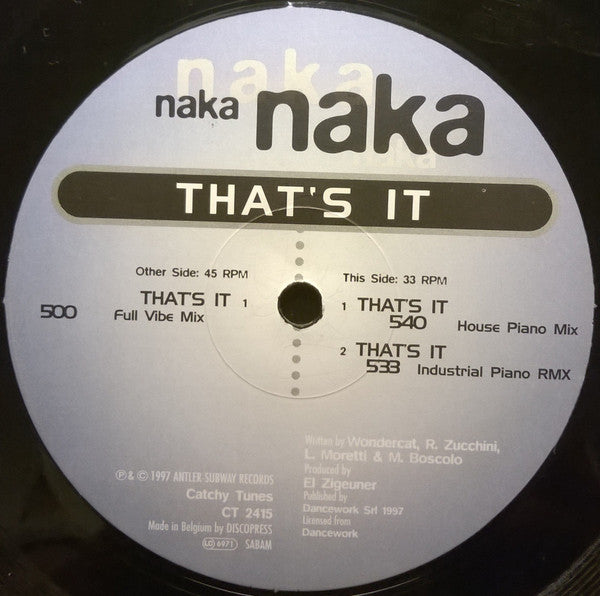 naka
naka naka
naka
THAT'S IT
Other Side: 45 RPM
THAT'S IT 1
500 Full Vibe Mix
This Side: 33 RPM
1 THAT'S IT
540 House Piano Mix
2 THAT'S IT
533 Industrial Piano RMX
℗ & © 1997 ANTLER SUBWAY RECORDS
Catchy Tunes
CT 2415
Made in Belgium by DISCOPRESS
LD 6971 SABAM
Written by Wondercat, R. Zucchini,
L. Moretti & M. Boscolo
Produced by
El Zigeuner
Published by
Dancework Srl 1997
Licensed from
Dancework